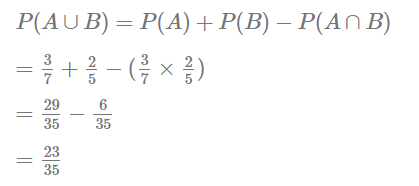 P(A ∪ B) = P(A) + P(B) − P(A ∩ B)
= 3/7 + 2/5 − (3/7 × 2/5)
= 29/35 − 6/35
= 23/35